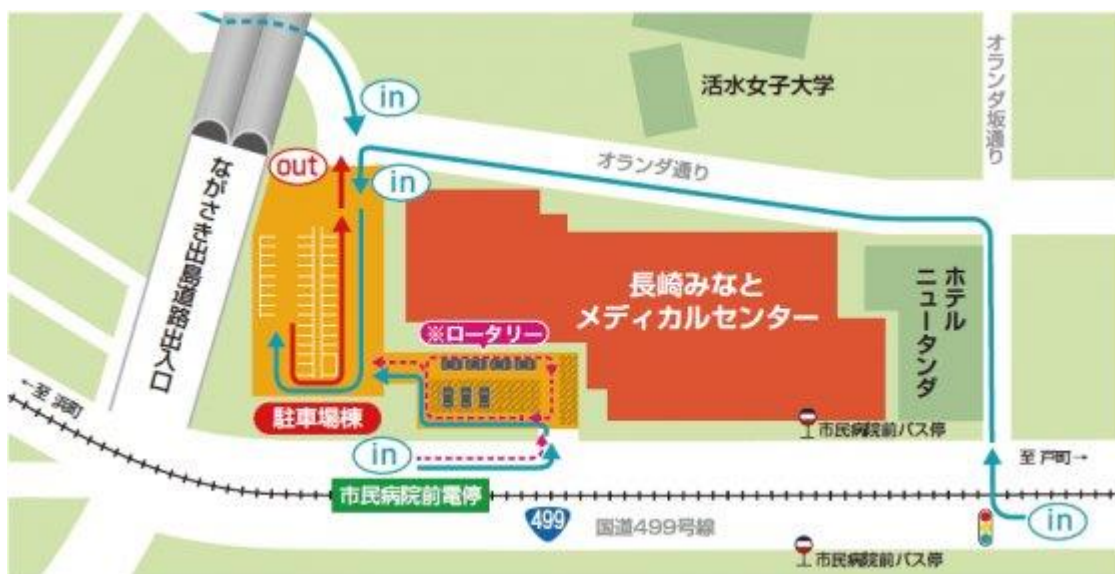 in
活水女子大学
オランダ坂通り
out
in
オランダ通り
ながさき出島道路出入口
長崎みなと
メディカルセンター
ホテル
ニュータンダ
※ロータリー
←至 浜町
駐車場棟
市民病院前バス停
in
至 戸町→
市民病院前電停
499
国道499号線
in
市民病院前バス停